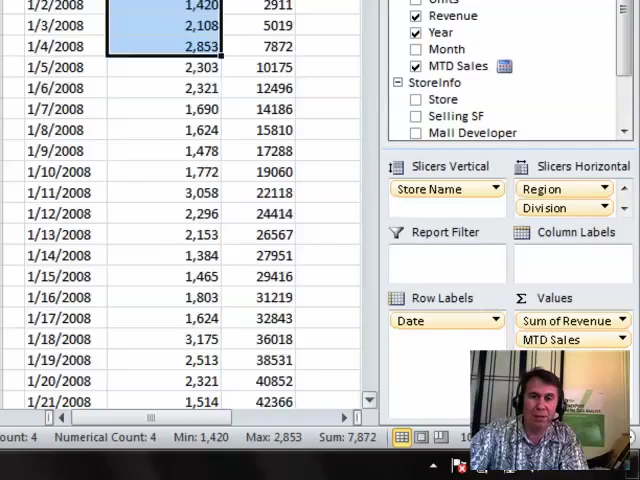 1/2/2008 1,420 2911
1/3/2008 2,108 5019
1/4/2008 2,853 7872
1/5/2008 2,303 10175
1/6/2008 2,321 12496
1/7/2008 1,690 14186
1/8/2008 1,624 15810
1/9/2008 1,478 17288
1/10/2008 1,772 19060
1/11/2008 3,058 22118
1/12/2008 2,296 24414
1/13/2008 2,153 26567
1/14/2008 1,384 27951
1/15/2008 1,465 29416
1/16/2008 1,803 31219
1/17/2008 1,624 32843
1/18/2008 3,175 36018
1/19/2008 2,513 38531
1/20/2008 2,321 40852
1/21/2008 1,514 42366
ount: 4 Numerical Count: 4 Min: 1,420 Max: 2,853 Sum: 7,872 10
Revenue
Year
Month
MTD Sales
StoreInfo
Store
Selling SF
Mall Developer
Slicers Vertical
Store Name
Slicers Horizontal
Region
Division
Report Filter
Column Labels
Row Labels
Date
Σ Values
Sum of Revenue
MTD Sales